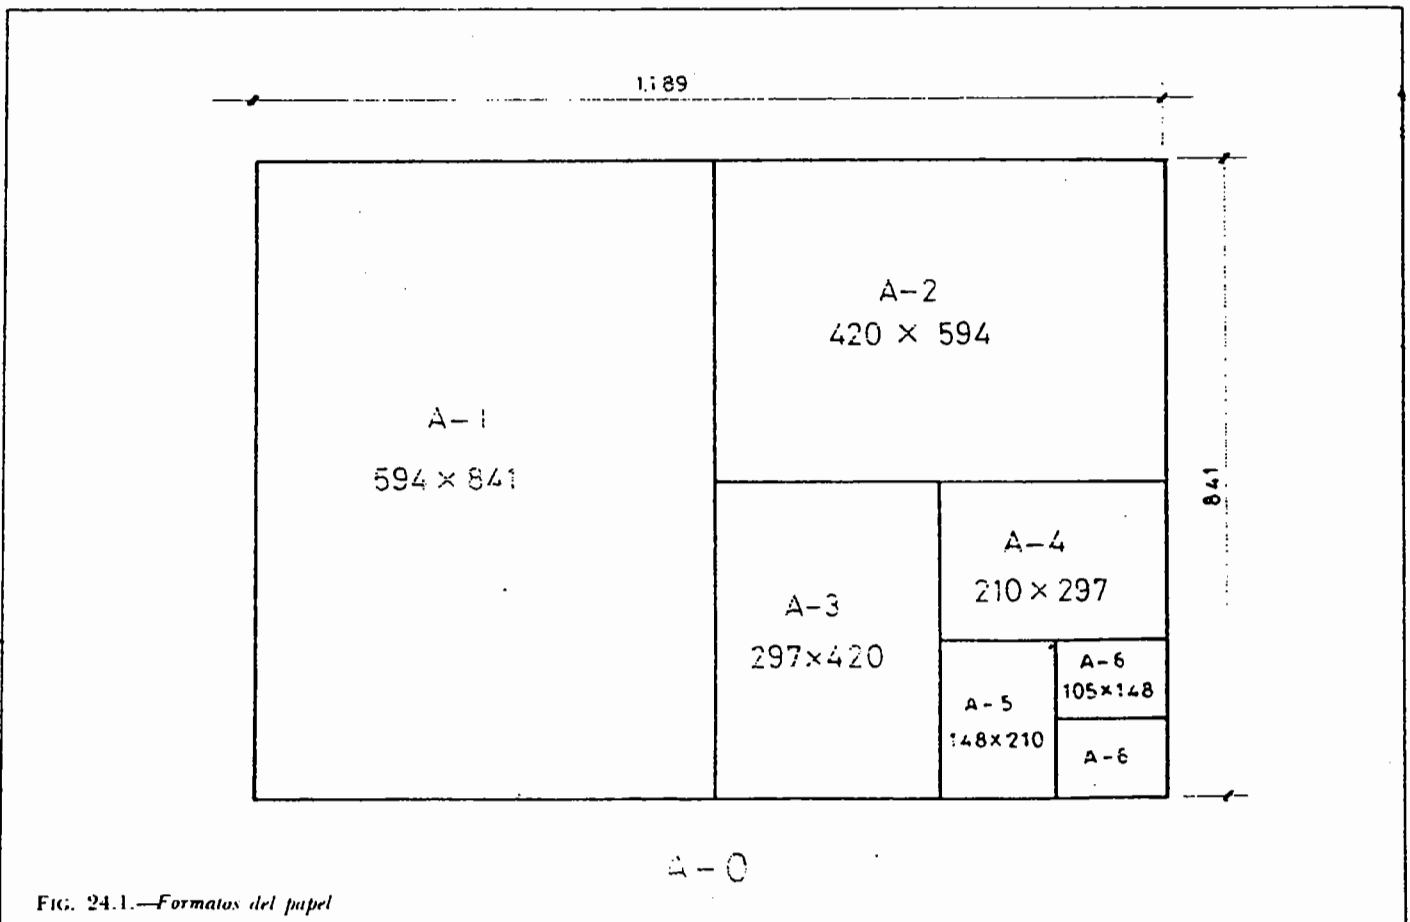 1.189
A-1
594 × 841
A-2
420 × 594
841
A-3
297×420
A-4
210 × 297
A-5
148×210
A-6
105×148
A-6
A-0
FIG. 24.1.—Formatos del papel